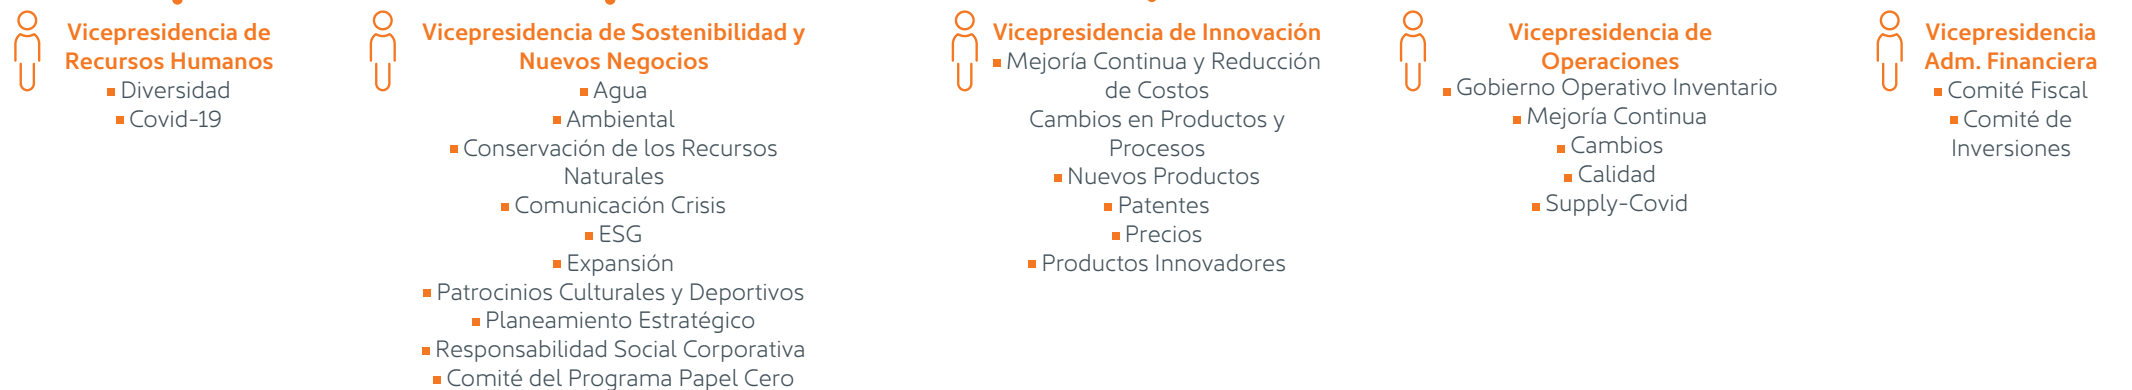 Vicepresidencia de
Recursos Humanos
Diversidad
Covid-19
Vicepresidencia de Sostenibilidad y
Nuevos Negocios
Agua
Ambiental
Conservación de los Recursos
Naturales
Comunicación Crisis
ESG
Expansión
Patrocinios Culturales y Deportivos
Planeamiento Estratégico
Responsabilidad Social Corporativa
Comité del Programa Papel Cero
Vicepresidencia de Innovación
Mejoría Continua y Reducción
de Costos
Cambios en Productos y
Procesos
Nuevos Productos
Patentes
Precios
Productos Innovadores
Vicepresidencia de
Operaciones
Gobierno Operativo Inventario
Mejoría Continua
Cambios
Calidad
Supply-Covid
Vicepresidencia
Adm. Financiera
Comité Fiscal
Comité de
Inversiones